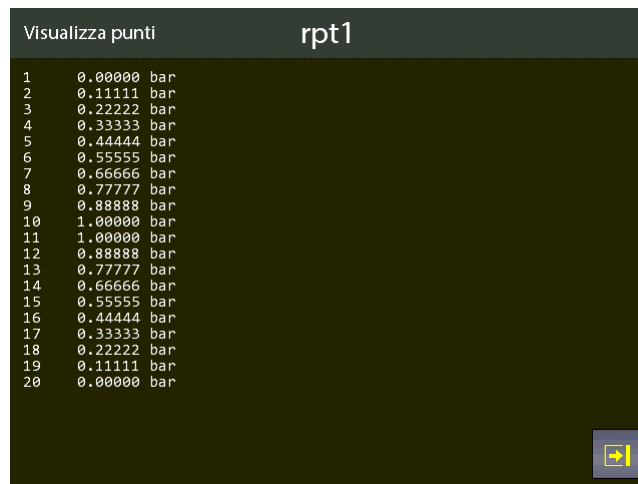 Visualizza punti rpt1
1 0.00000 bar
2 0.11111 bar
3 0.22222 bar
4 0.33333 bar
5 0.44444 bar
6 0.55555 bar
7 0.66666 bar
8 0.77777 bar
9 0.88888 bar
10 1.00000 bar
11 1.00000 bar
12 0.88888 bar
13 0.77777 bar
14 0.66666 bar
15 0.55555 bar
16 0.44444 bar
17 0.33333 bar
18 0.22222 bar
19 0.11111 bar
20 0.00000 bar